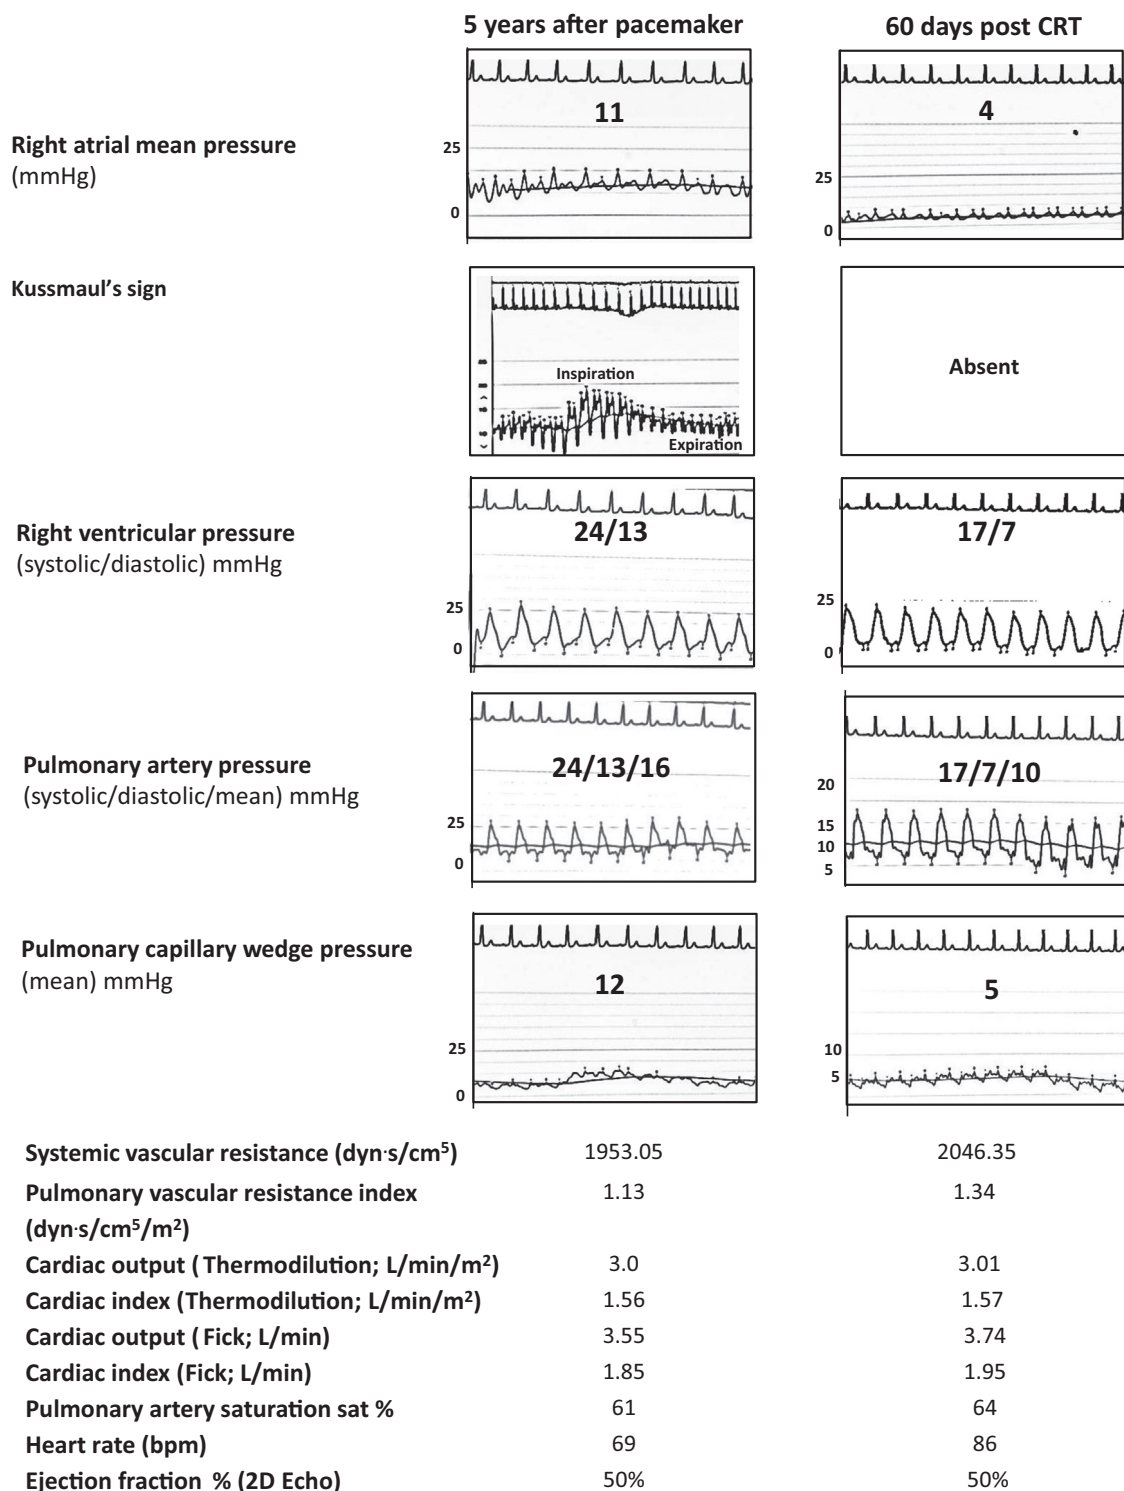 5 years after pacemaker 60 days post CRT
11
4
Right atrial mean pressure
(mmHg)
25
0
25
0
Kussmaul's sign
Inspiration
Expiration
Absent
24/13
17/7
Right ventricular pressure
(systolic/diastolic) mmHg
25
0
25
0
24/13/16
17/7/10
Pulmonary artery pressure
(systolic/diastolic/mean) mmHg
25
0
20
15
10
5
Pulmonary capillary wedge pressure
(mean) mmHg
12
5
25
0
10
5
Systemic vascular resistance (dyn·s/cm⁵) 1953.05 2046.35
Pulmonary vascular resistance index 1.13 1.34
(dyn·s/cm⁵/m²)
Cardiac output ( Thermodilution; L/min/m²) 3.0 3.01
Cardiac index (Thermodilution; L/min/m²) 1.56 1.57
Cardiac output ( Fick; L/min) 3.55 3.74
Cardiac index (Fick; L/min) 1.85 1.95
Pulmonary artery saturation sat % 61 64
Heart rate (bpm) 69 86
Ejection fraction % (2D Echo) 50% 50%